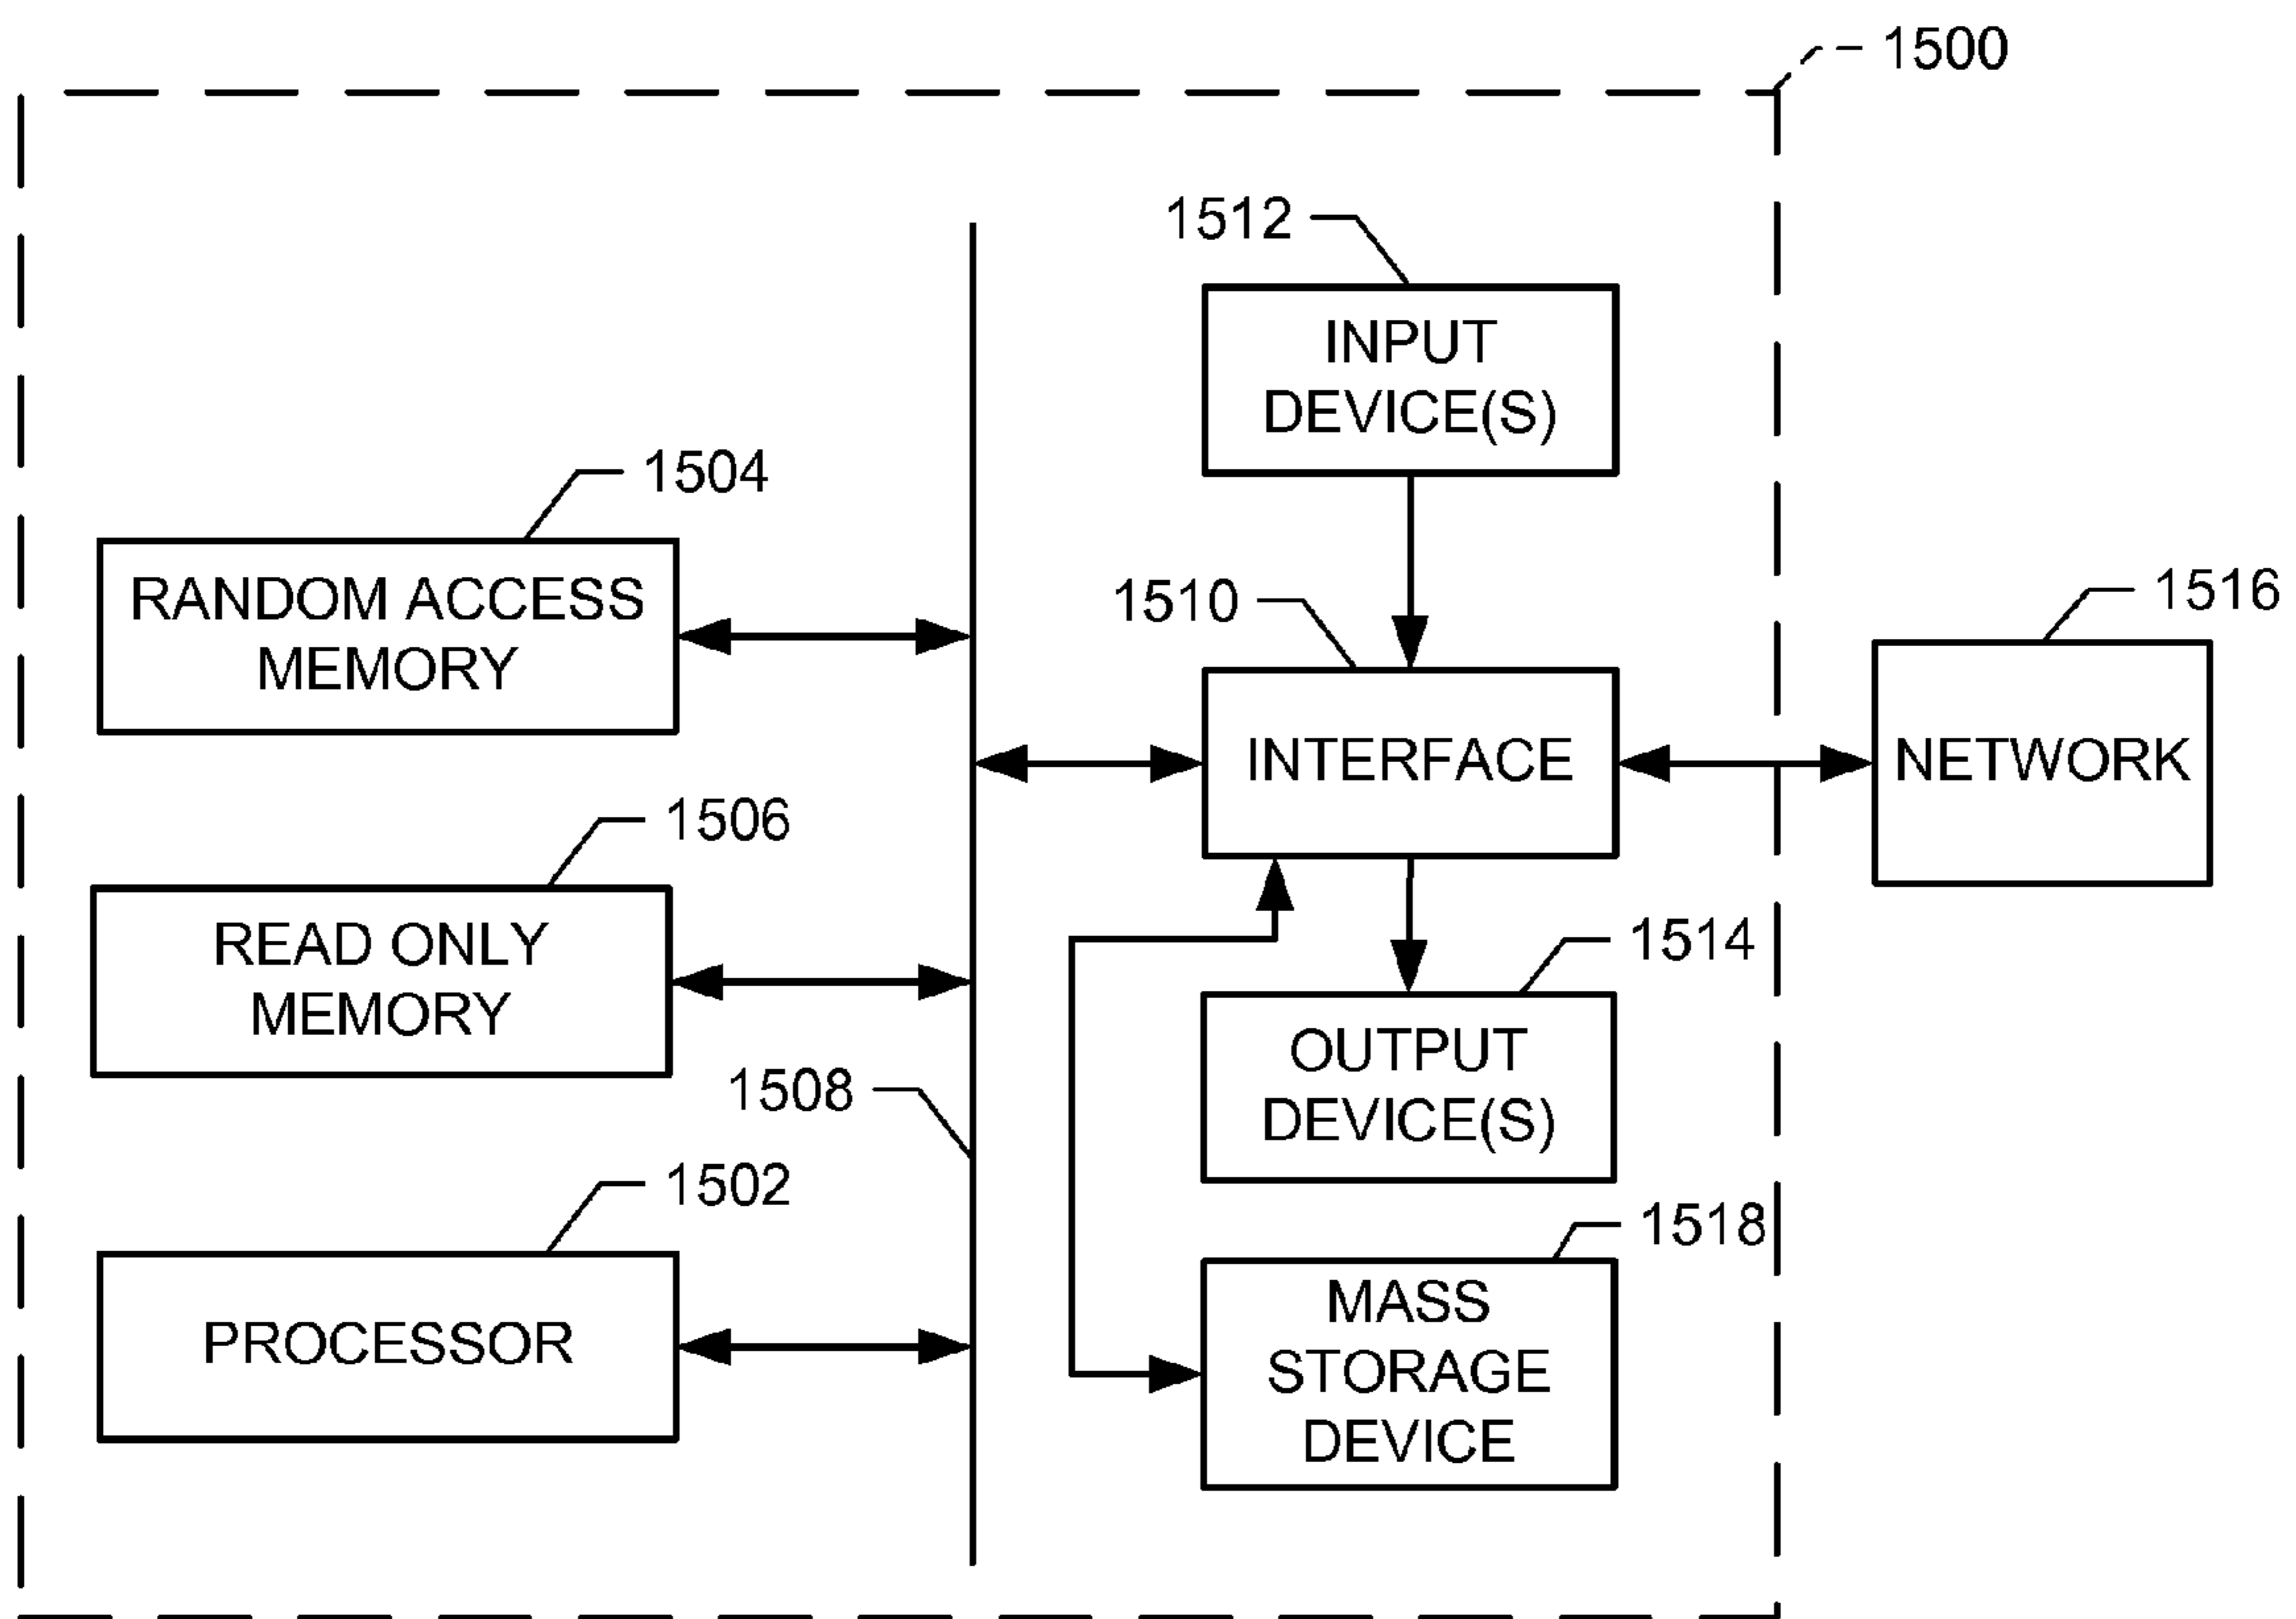 1500
1512
INPUT
DEVICE(S)
1504
RANDOM ACCESS
MEMORY
1510
INTERFACE
1516
NETWORK
1506
READ ONLY
MEMORY
1514
OUTPUT
DEVICE(S)
1508
1502
PROCESSOR
1518
MASS
STORAGE
DEVICE